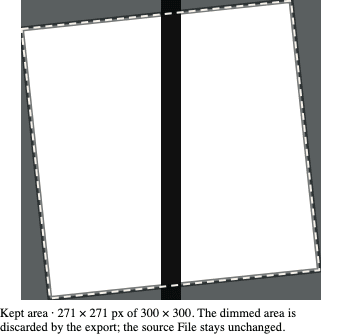 Kept area · 271 × 271 px of 300 × 300. The dimmed area is
discarded by the export; the source File stays unchanged.